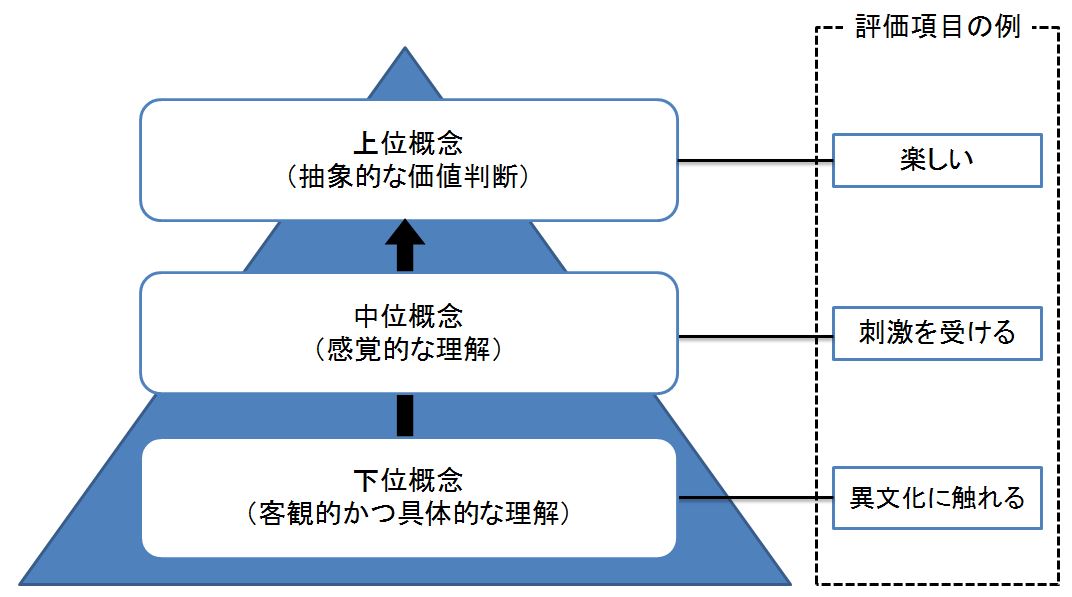 評価項目の例
上位概念
（抽象的な価値判断）
楽しい
中位概念
（感覚的な理解）
刺激を受ける
下位概念
（客観的かつ具体的な理解）
異文化に触れる